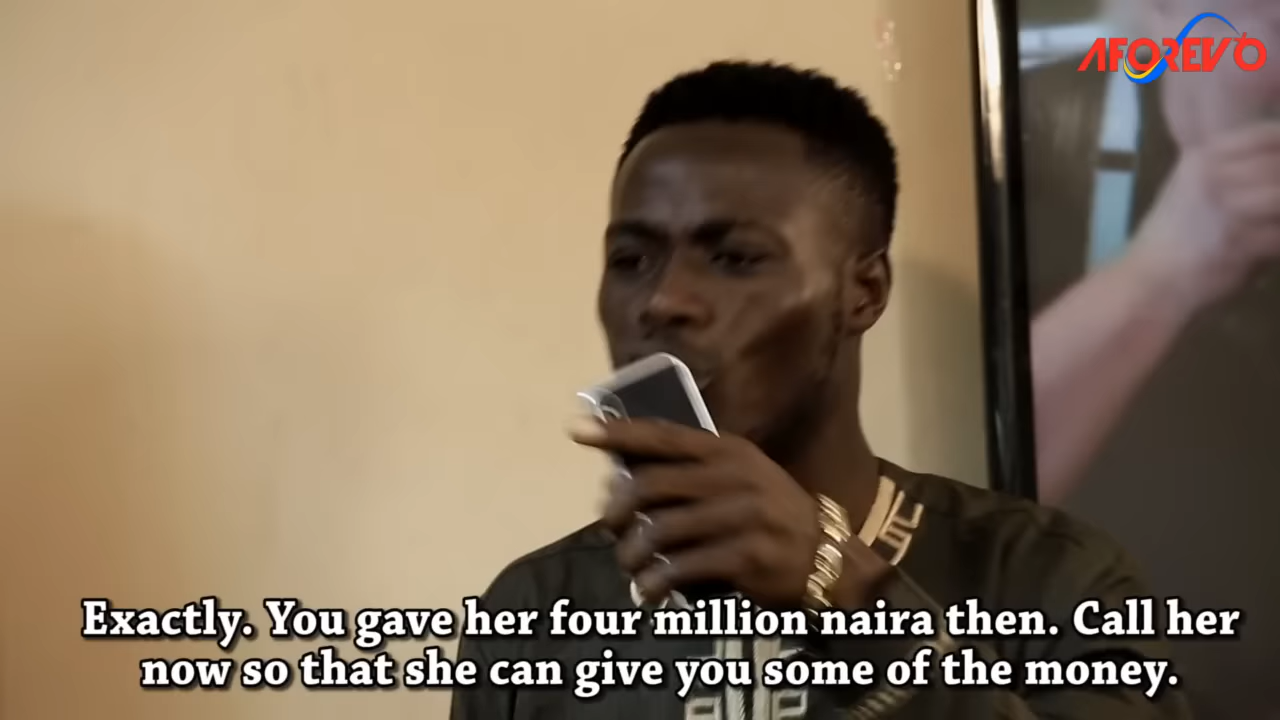 AFOREVO
Exactly. You gave her four million naira then. Call her
now so that she can give you some of the money.